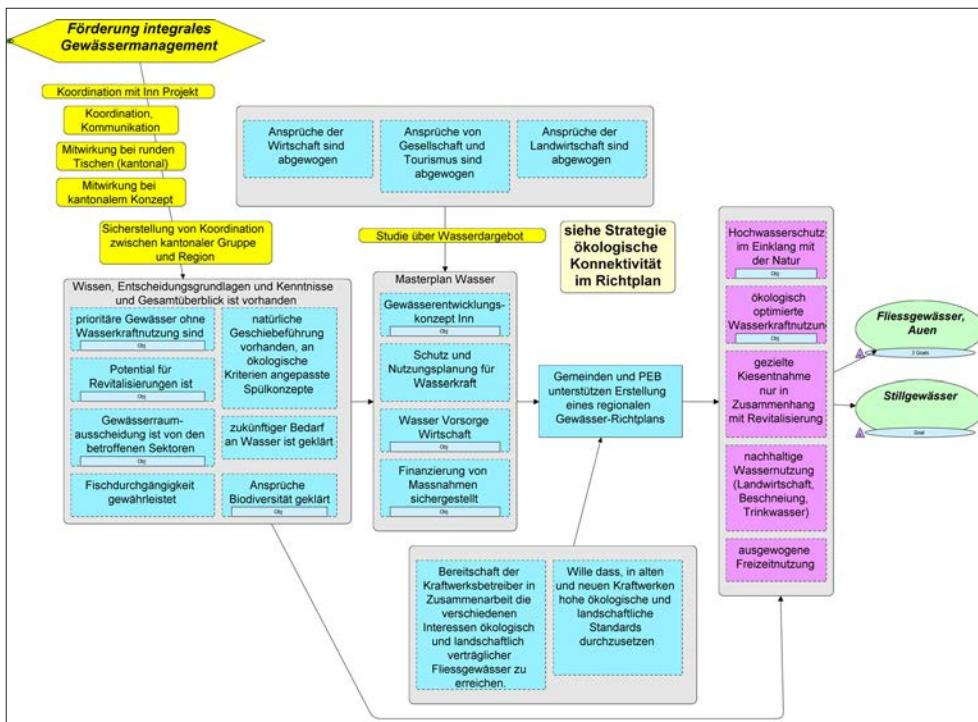 Förderung integrales
Gewässermanagement
Koordination mit Inn Projekt
Koordination,
Kommunikation
Mitwirkung bei runden
Tischen (kantonal)
Mitwirkung bei
kantonalem Konzept
Sicherstellung von Koordination
zwischen kantonaler Gruppe
und Region
Ansprüche der
Wirtschaft sind
abgewogen
Ansprüche von
Gesellschaft und
Tourismus sind
abgewogen
Ansprüche der
Landwirtschaft sind
abgewogen
Studie über Wasserdargebot
siehe Strategie
ökologische
Konnektivität
im Richtplan
Wissen, Entscheidungsgrundlagen und Kenntnisse
und Gesamtüberblick ist vorhanden
prioritäre Gewässer ohne
Wasserkraftnutzung sind
Obj
Potential für
Revitalisierungen ist
Obj
Gewässerraum-
ausscheidung ist von den
betroffenen Sektoren
Obj
Fischdurchgängigkeit
gewährleistet
natürliche
Geschiebeführung
vorhanden, an
ökologische
Kriterien angepasste
Spülkonzepte
zukünftiger Bedarf
an Wasser ist geklärt
Ansprüche
Biodiversität geklärt
Obj
Masterplan Wasser
Gewässerentwicklungs-
konzept Inn
Obj
Schutz und
Nutzungsplanung für
Wasserkraft
Wasser Vorsorge
Wirtschaft
Obj
Finanzierung von
Massnahmen
sichergestellt
Obj
Gemeinden und PEB
unterstützen Erstellung
eines regionalen
Gewässer-Richtplans
Bereitschaft der
Kraftwerksbetreiber in
Zusammenarbeit die
verschiedenen
Interessen ökologisch
und landschaftlich
verträglicher
Fliessgewässer zu
erreichen.
Wille dass, in alten
und neuen Kraftwerken
hohe ökologische und
landschaftliche
Standards
durchzusetzen
Hochwasserschutz
im Einklang mit
der Natur
Obj
ökologisch
optimierte
Wasserkraftnutzung
Obj
gezielte
Kiesentnahme
nur in
Zusammenhang
mit Revitalisierung
nachhaltige
Wassernutzung
(Landwirtschaft,
Beschneiung,
Trinkwasser)
ausgewogene
Freizeitnutzung
Fliessgewässer,
Auen
Goals
Stillgewässer
Goal